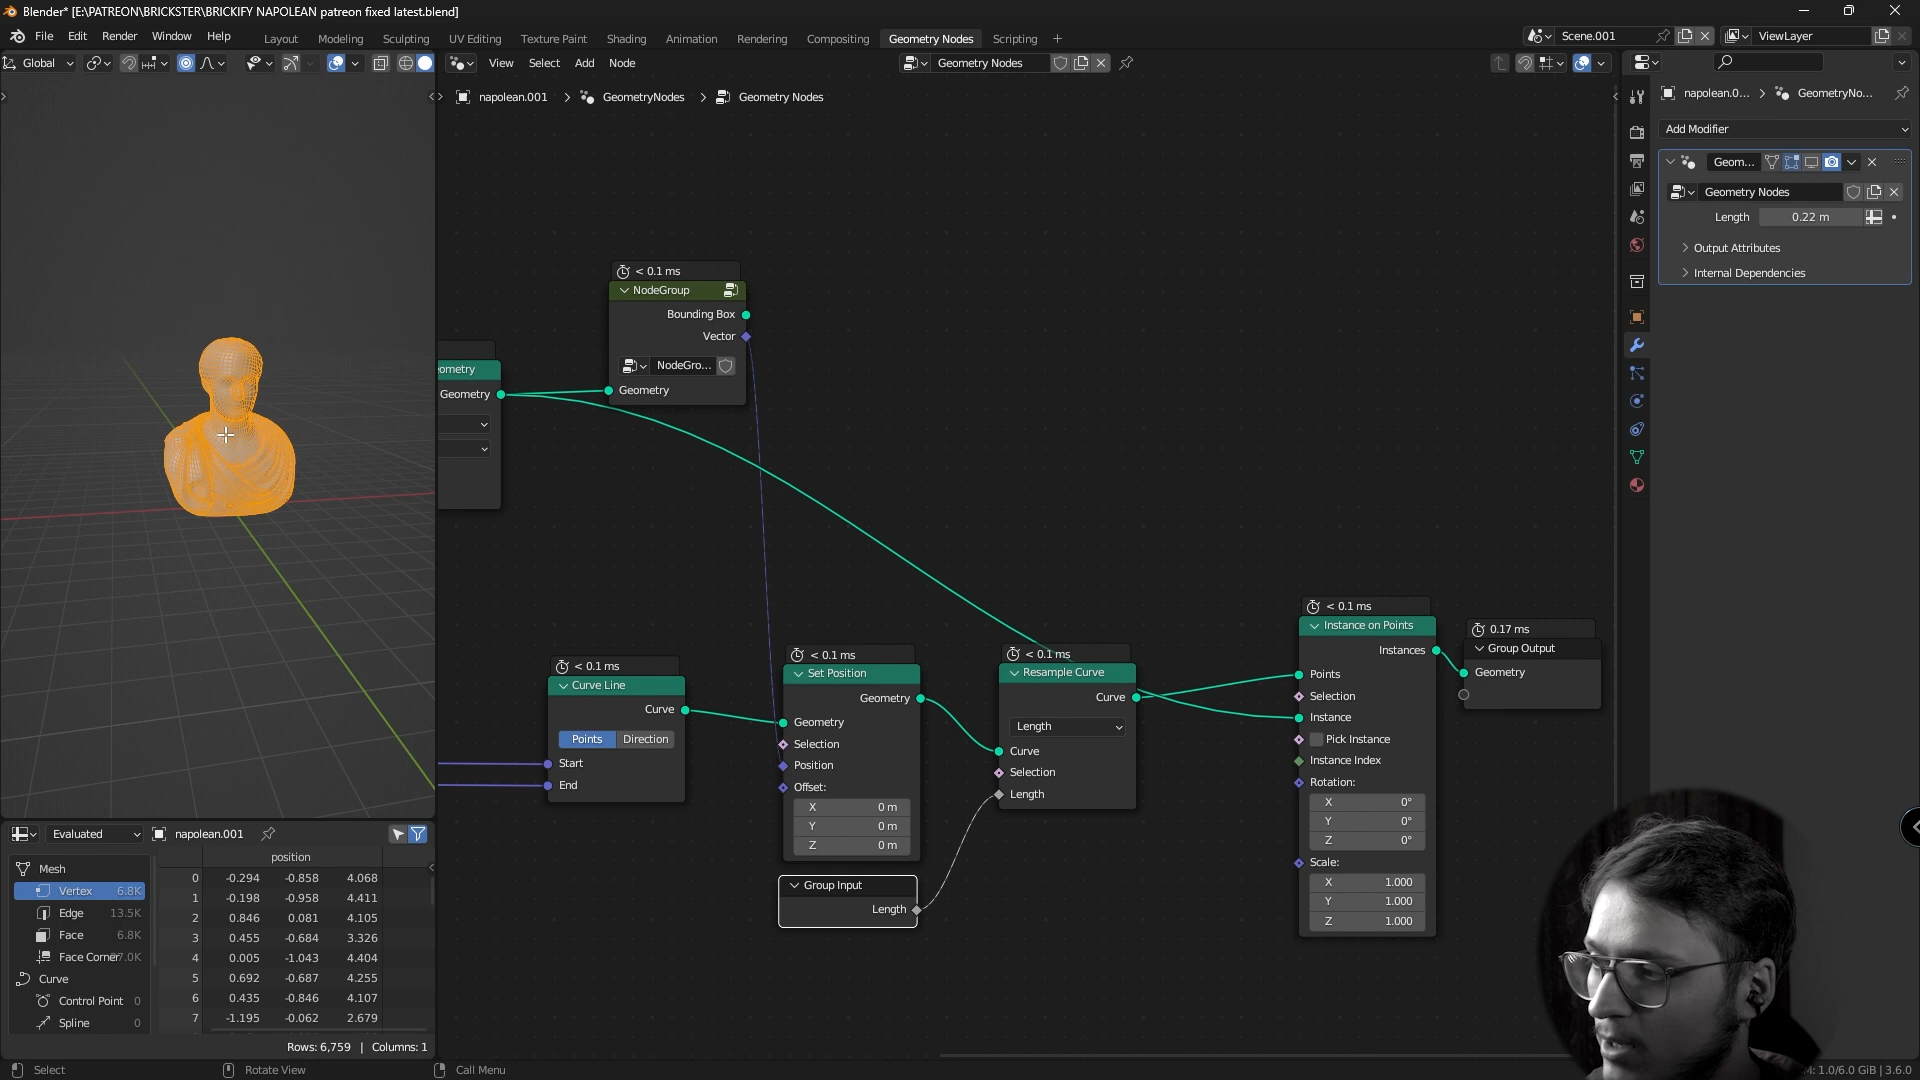 Blender* [E:\PATREON\BRICKSTER\BRICKIFY NAPOLEAN patreon fixed latest.blend]
File Edit Render Window Help Layout Modeling Sculpting UV Editing Texture Paint Shading Animation Rendering Compositing Geometry Nodes Scripting Scene.001 ViewLayer
Global View Select Add Node Geometry Nodes
napolean.001 GeometryNodes Geometry Nodes
napolean.0... GeometryNo...
Add Modifier
Geom...
Geometry Nodes
Length 0.22 m
Output Attributes
Internal Dependencies
< 0.1 ms
NodeGroup
Bounding Box
Vector
NodeGro...
Geometry
eometry
Geometry
< 0.1 ms
Curve Line
Curve
Points Direction
Start
End
< 0.1 ms
Set Position
Geometry
Geometry
Selection
Position
Offset:
X 0 m
Y 0 m
Z 0 m
Group Input
Length
< 0.1 ms
Resample Curve
Curve
Length
Curve
Selection
Length
< 0.1 ms
Instance on Points
Instances
Points
Selection
Instance
Pick Instance
Instance Index
Rotation:
X 0°
Y 0°
Z 0°
Scale:
X 1.000
Y 1.000
Z 1.000
0.17 ms
Group Output
Geometry
Evaluated napolean.001
Mesh
Vertex 6.8K
Edge 13.5K
Face 6.8K
Face Corner 7.0K
Curve
Control Point 0
Spline 0
position
0 -0.294 -0.858 4.068
1 -0.198 -0.958 4.411
2 0.846 0.081 4.105
3 0.455 -0.684 3.326
4 0.005 -1.043 4.404
5 0.692 -0.687 4.255
6 0.435 -0.846 4.107
7 -1.195 -0.062 2.679
Rows: 6,759 | Columns: 1
Select Rotate View Call Menu
1.0/6.0 GiB | 3.6.0